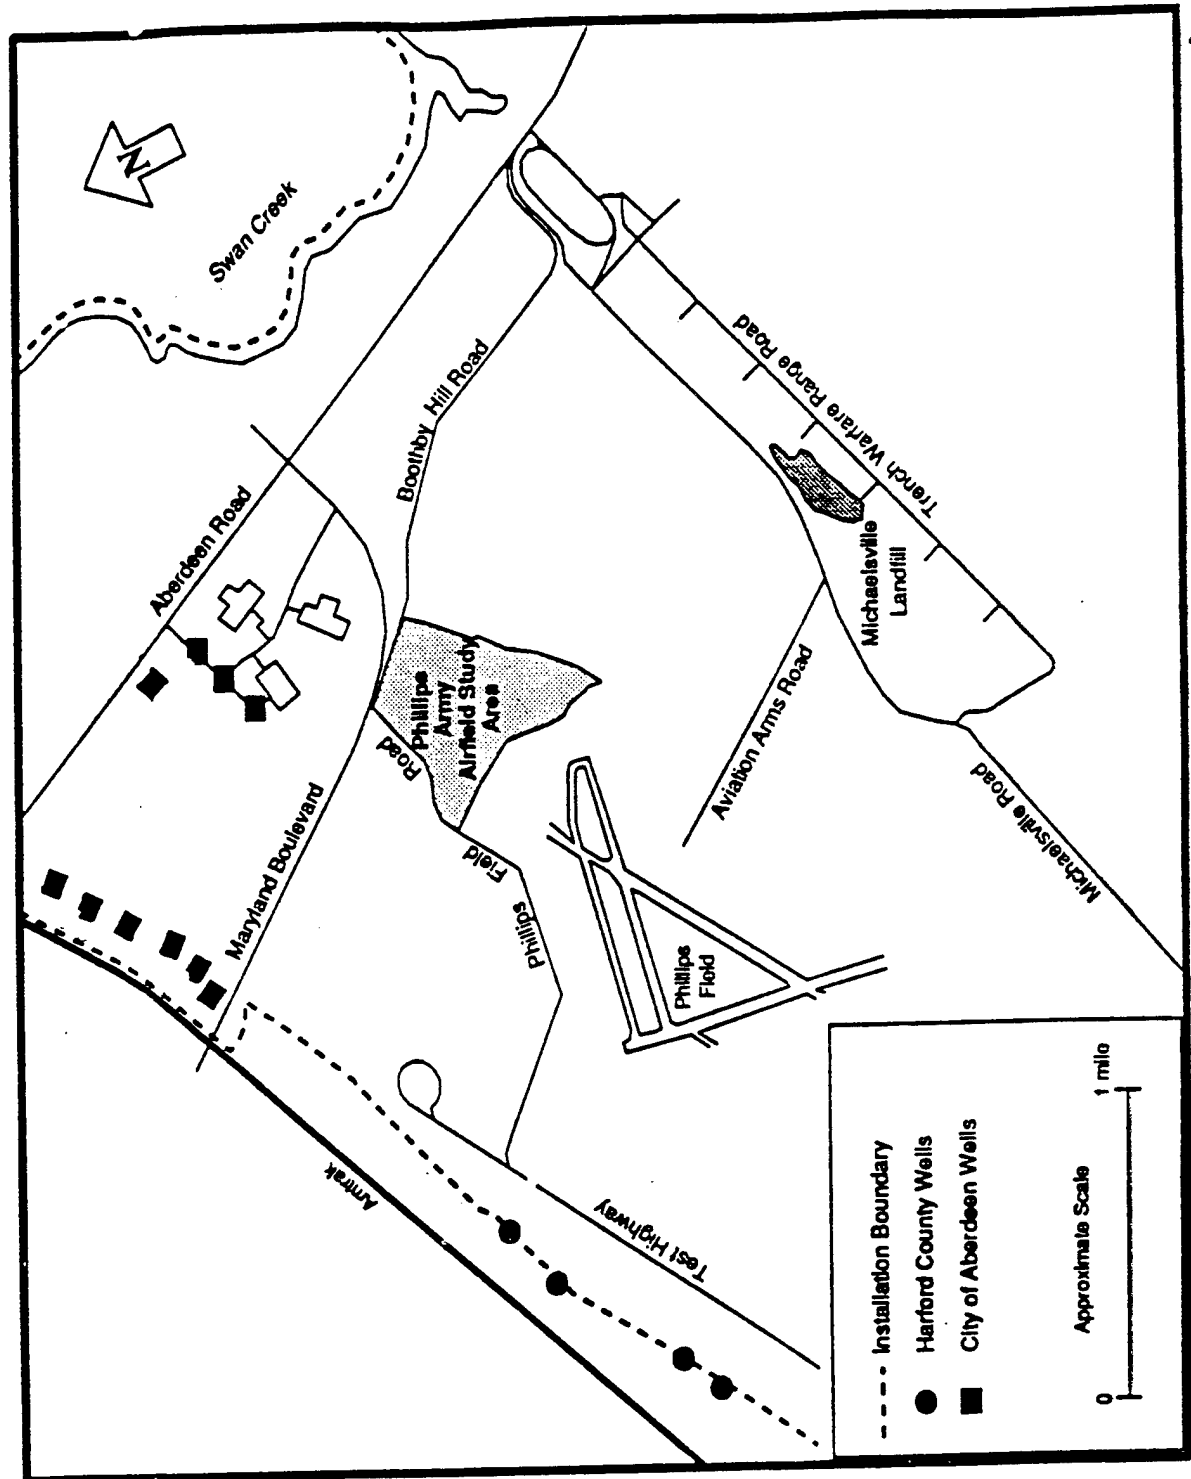 N
Swan Creek
Aberdeen Road
Boothby Hill Road
Maryland Boulevard
Phillips
Army
Airfield Study
Area
Phillips Field Road
Phillips
Field
Amtrak
Test Highway
Aviation Arms Road
Michaelsville
Landfill
Trench Warfare Range Road
Michaelsville Road
Installation Boundary
Harford County Wells
City of Aberdeen Wells
Approximate Scale
0 1 mile